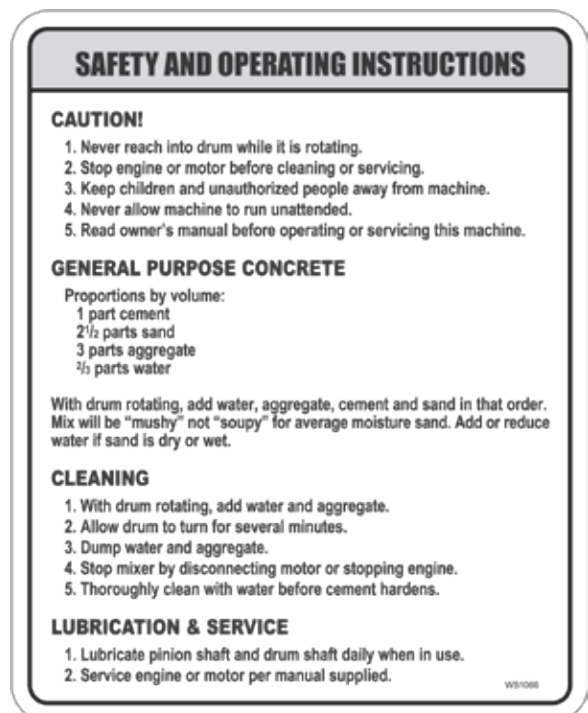 SAFETY AND OPERATING INSTRUCTIONS
CAUTION!
1. Never reach into drum while it is rotating.
2. Stop engine or motor before cleaning or servicing.
3. Keep children and unauthorized people away from machine.
4. Never allow machine to run unattended.
5. Read owner's manual before operating or servicing this machine.
GENERAL PURPOSE CONCRETE
Proportions by volume:
1 part cement
2 1/2 parts sand
3 parts aggregate
2/3 parts water
With drum rotating, add water, aggregate, cement and sand in that order.
Mix will be “mushy” not “soupy” for average moisture sand. Add or reduce
water if sand is dry or wet.
CLEANING
1. With drum rotating, add water and aggregate.
2. Allow drum to turn for several minutes.
3. Dump water and aggregate.
4. Stop mixer by disconnecting motor or stopping engine.
5. Thoroughly clean with water before cement hardens.
LUBRICATION & SERVICE
1. Lubricate pinion shaft and drum shaft daily when in use.
2. Service engine or motor per manual supplied.
WS1066